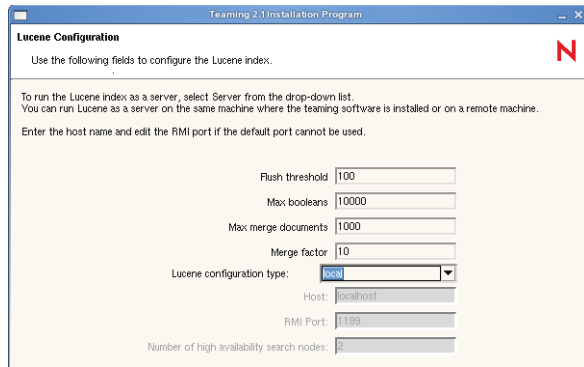 Teaming 2.1 Installation Program
Lucene Configuration
Use the following fields to configure the Lucene index.
N
To run the Lucene index as a server, select Server from the drop-down list.
You can run Lucene as a server on the same machine where the teaming software is installed or on a remote machine.
Enter the host name and edit the RMI port if the default port cannot be used.
Flush threshold 100
Max booleans 10000
Max merge documents 1000
Merge factor 10
Lucene configuration type: local
Host: localhost
RMI Port: 1199
Number of high availability search nodes: 2